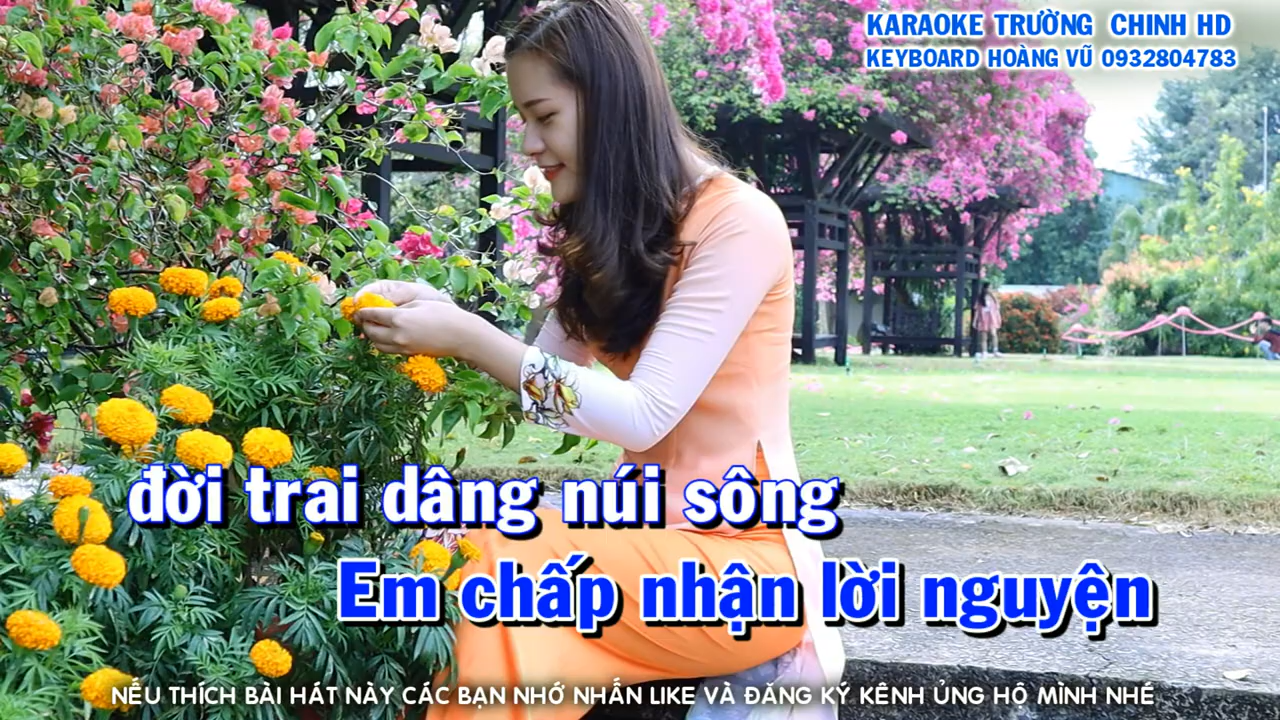 KARAOKE TRƯỜNG CHINH HD
KEYBOARD HOÀNG VŨ 0932804783
đời trai dâng núi sông
Em chấp nhận lời nguyện
NẾU THÍCH BÀI HÁT NÀY CÁC BẠN NHỚ NHẤN LIKE VÀ ĐĂNG KÝ KÊNH ỦNG HỘ MÌNH NHÉ